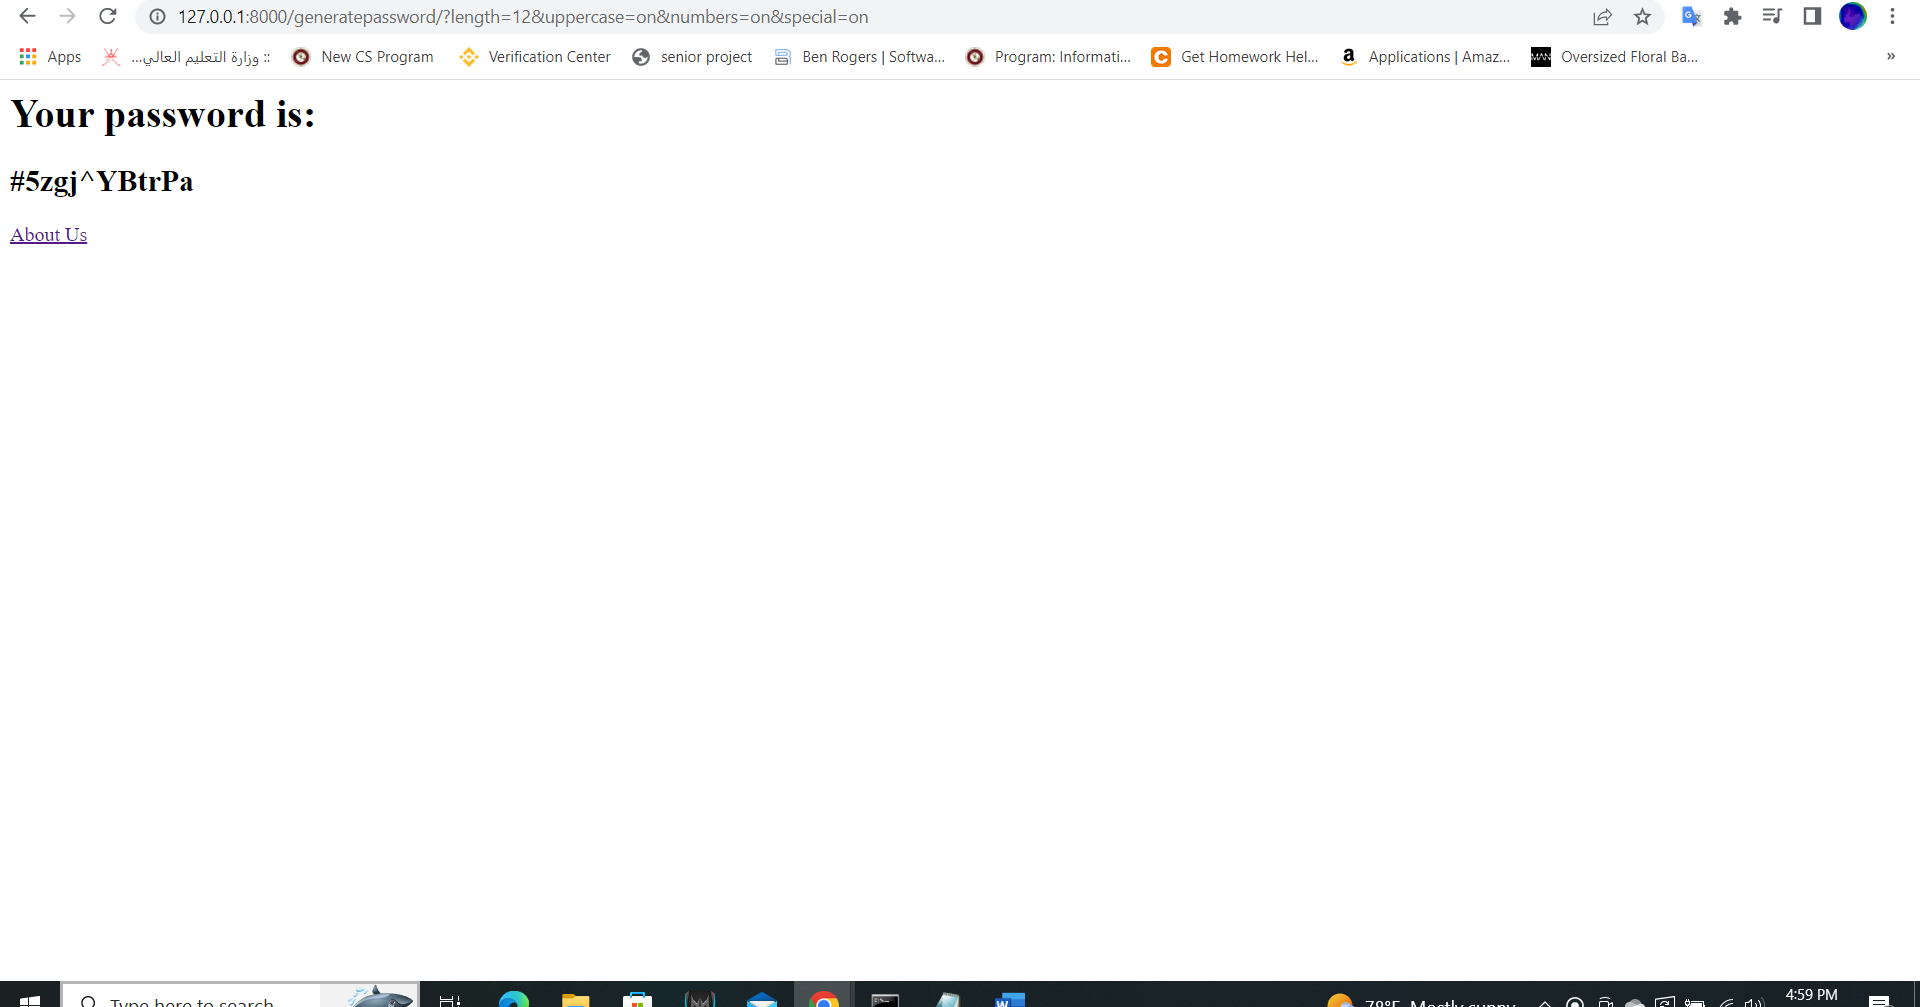 127.0.0.1:8000/generatepassword/?length=12&uppercase=on&numbers=on&special=on
Apps ...وزارة التعليم العالي :: New CS Program Verification Center senior project Ben Rogers | Softwa... Program: Informati... Get Homework Hel... Applications | Amaz... Oversized Floral Ba... »
Your password is:
#5zgj^YBtrPa
About Us
Type here to search 78°F Mostly sunny 4:59 PM